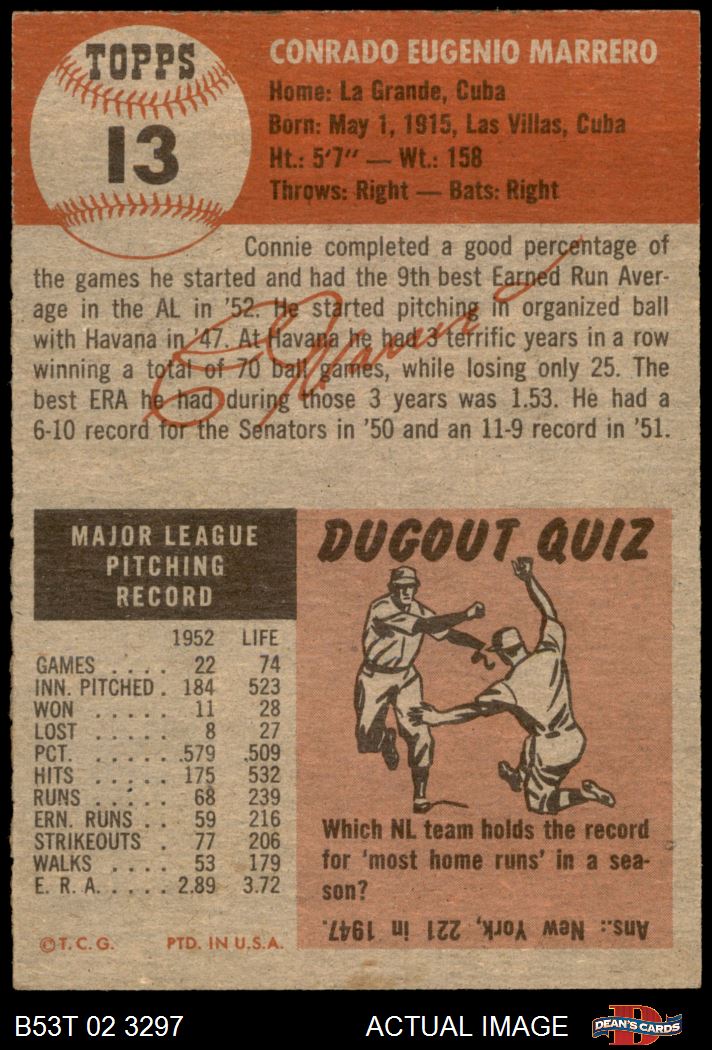 TOPPS
13
CONRADO EUGENIO MARRERO
Home: La Grande, Cuba
Born: May 1, 1915, Las Villas, Cuba
Ht.: 5'7" — Wt.: 158
Throws: Right — Bats: Right
Connie completed a good percentage of
the games he started and had the 9th best Earned Run Aver-
age in the AL in '52. He started pitching in organized ball
with Havana in '47. At Havana he had 3 terrific years in a row
winning a total of 70 ball games, while losing only 25. The
best ERA he had during those 3 years was 1.53. He had a
6-10 record for the Senators in '50 and an 11-9 record in '51.
MAJOR LEAGUE
PITCHING
RECORD
1952 LIFE
GAMES .... 22 74
INN. PITCHED . 184 523
WON ..... 11 28
LOST ..... 8 27
PCT. ...... .579 .509
HITS ..... 175 532
RUNS ..... 68 239
ERN. RUNS .. 59 216
STRIKEOUTS . 77 206
WALKS .... 53 179
E. R. A. .... 2.89 3.72
©T.C.G. PTD. IN U.S.A.
DUGOUT QUIZ
Which NL team holds the record
for 'most home runs' in a sea-
son?
Ans.: New York, 221 in 1947.
B53T 02 3297 ACTUAL IMAGE
D
DEAN'S CARDS